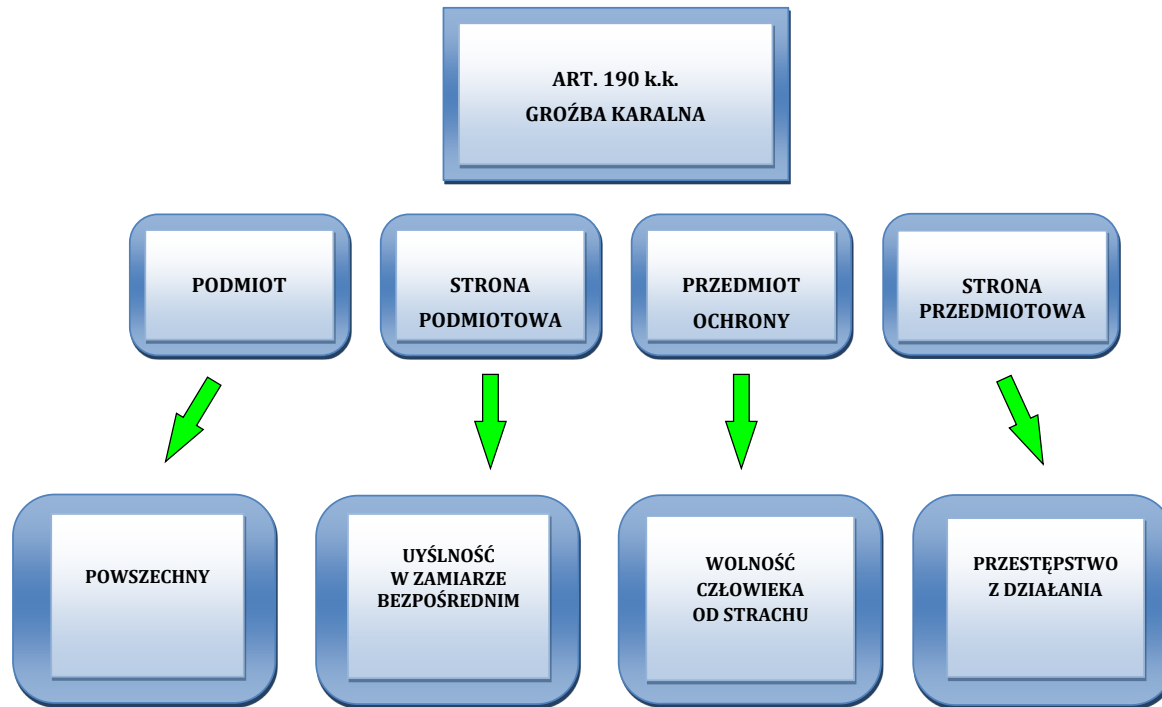 ART. 190 k.k.
GROŹBA KARALNA
PODMIOT
STRONA
PODMIOTOWA
PRZEDMIOT
OCHRONY
STRONA
PRZEDMIOTOWA
POWSZECHNY
UYŚLNOŚĆ
W ZAMIARZE
BEZPOŚREDNIM
WOLNOŚĆ
CZŁOWIEKA
OD STRACHU
PRZESTĘPSTWO
Z DZIAŁANIA